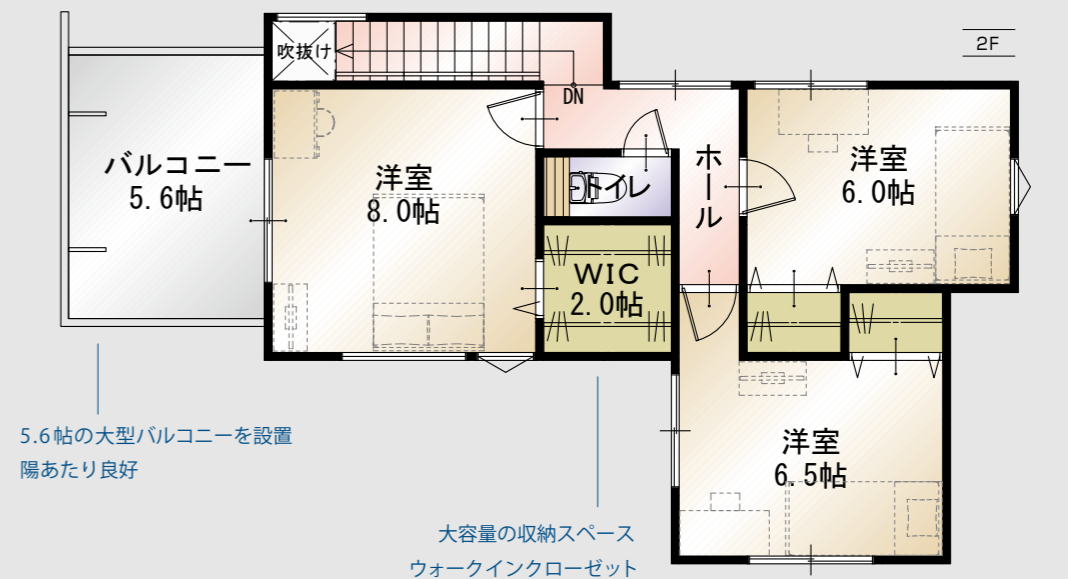 2F
吹抜け
DN
バルコニー
5.6帖
洋室
8.0帖
トイレ
ホール
洋室
6.0帖
WIC
2.0帖
洋室
6.5帖
5.6帖の大型バルコニーを設置
陽あたり良好
大容量の収納スペース
ウォークインクローゼット